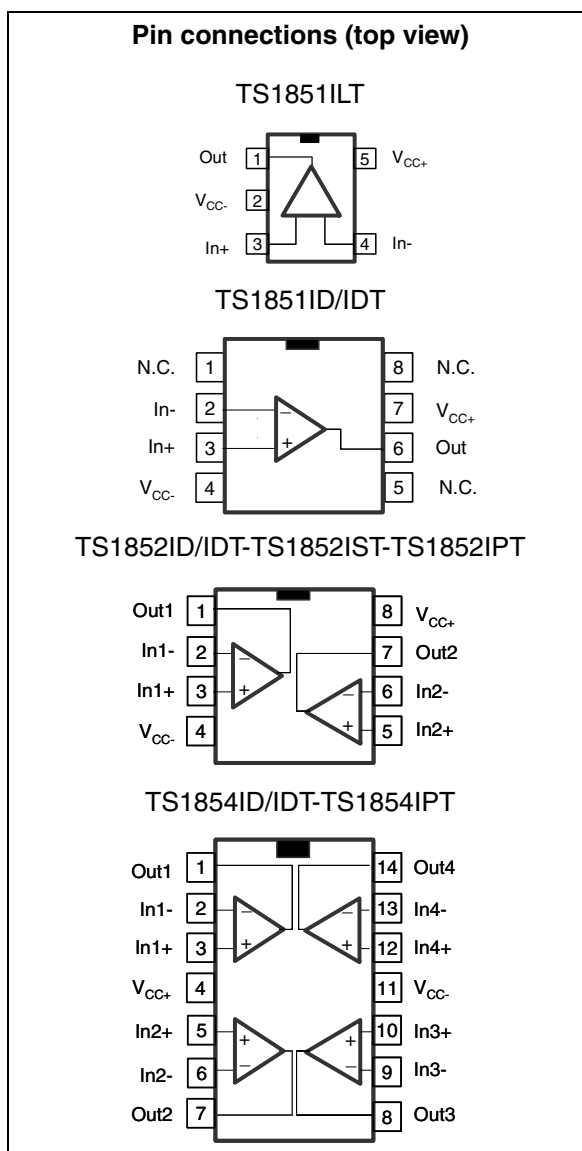 Pin connections (top view)
TS1851ILT
Out 1 5 VCC+
VCC- 2
In+ 3 4 In-
TS1851ID/IDT
N.C. 1 8 N.C.
In- 2 − 7 VCC+
In+ 3 + 6 Out
VCC- 4 5 N.C.
TS1852ID/IDT-TS1852IST-TS1852IPT
Out1 1 8 VCC+
In1- 2 − 7 Out2
In1+ 3 + − 6 In2-
VCC- 4 + 5 In2+
TS1854ID/IDT-TS1854IPT
Out1 1 14 Out4
In1- 2 − − 13 In4-
In1+ 3 + + 12 In4+
VCC+ 4 11 VCC-
In2+ 5 + + 10 In3+
In2- 6 − − 9 In3-
Out2 7 8 Out3